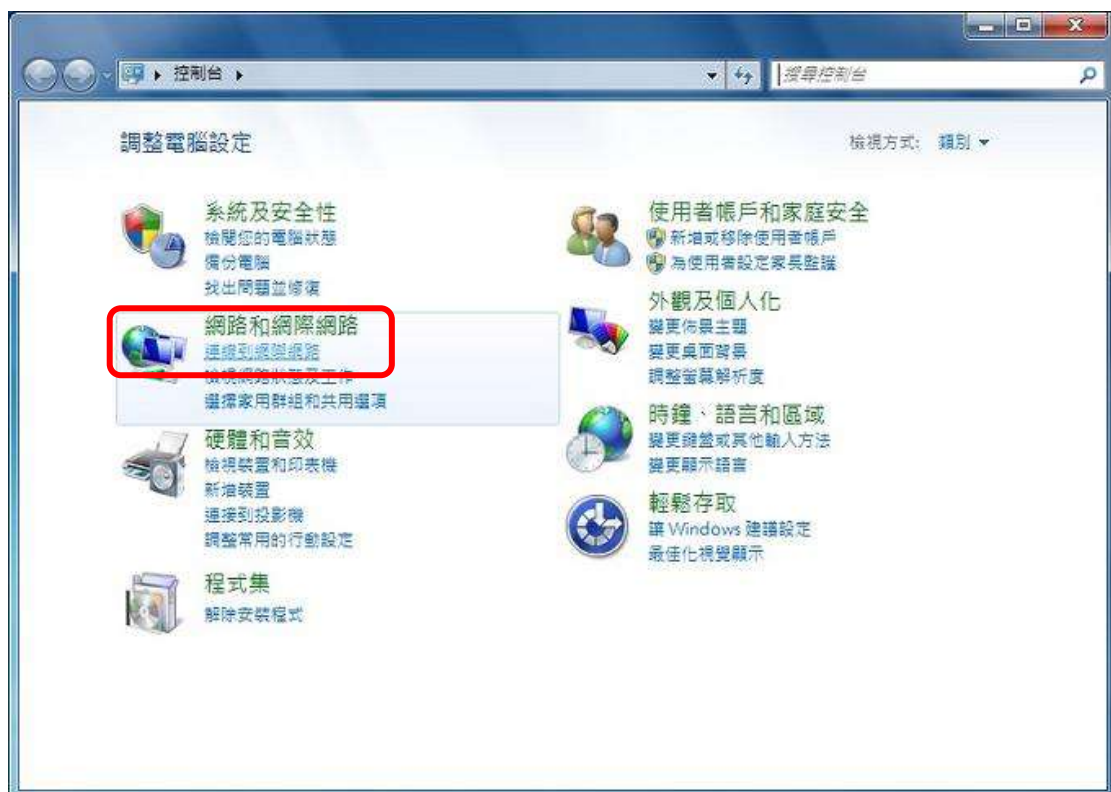 控制台
搜尋控制台
調整電腦設定
檢視方式: 類別
系統及安全性
檢閱您的電腦狀態
備份電腦
找出問題並修復
網路和網際網路
連線到網際網路
檢視網路狀態及工作
選擇家用群組和共用選項
硬體和音效
檢視裝置和印表機
新增裝置
連接到投影機
調整常用的行動設定
程式集
解除安裝程式
使用者帳戶和家庭安全
新增或移除使用者帳戶
為使用者設定家長監護
外觀及個人化
變更佈景主題
變更桌面背景
調整螢幕解析度
時鐘、語言和區域
變更鍵盤或其他輸入方法
變更顯示語言
輕鬆存取
讓 Windows 建議設定
最佳化視覺顯示